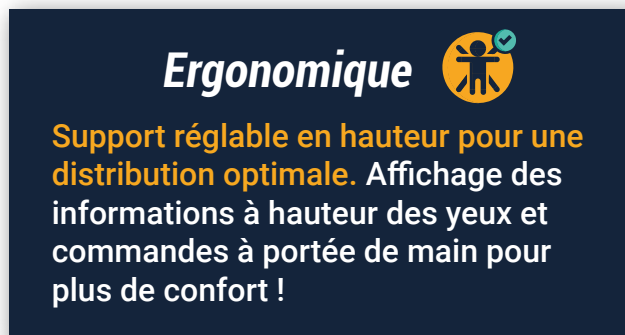 Ergonomique
Support réglable en hauteur pour une
distribution optimale. Affichage des
informations à hauteur des yeux et
commandes à portée de main pour
plus de confort !